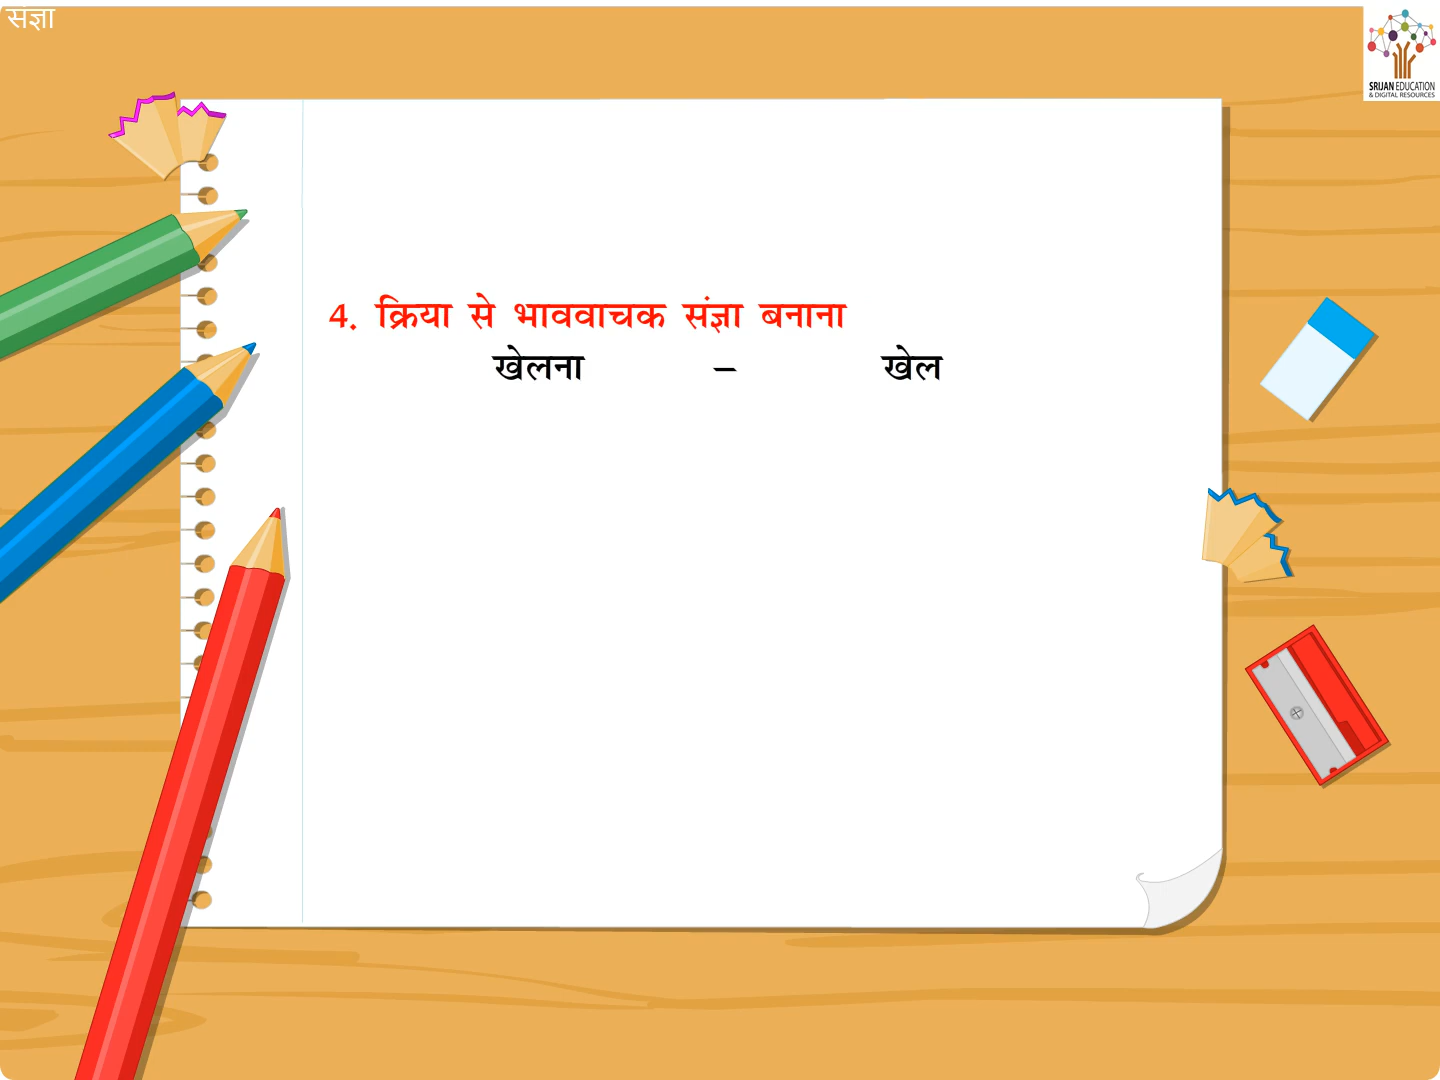 संज्ञा
SRIJAN EDUCATION
& DIGITAL RESOURCES
4. क्रिया से भाववाचक संज्ञा बनाना
खेलना – खेल